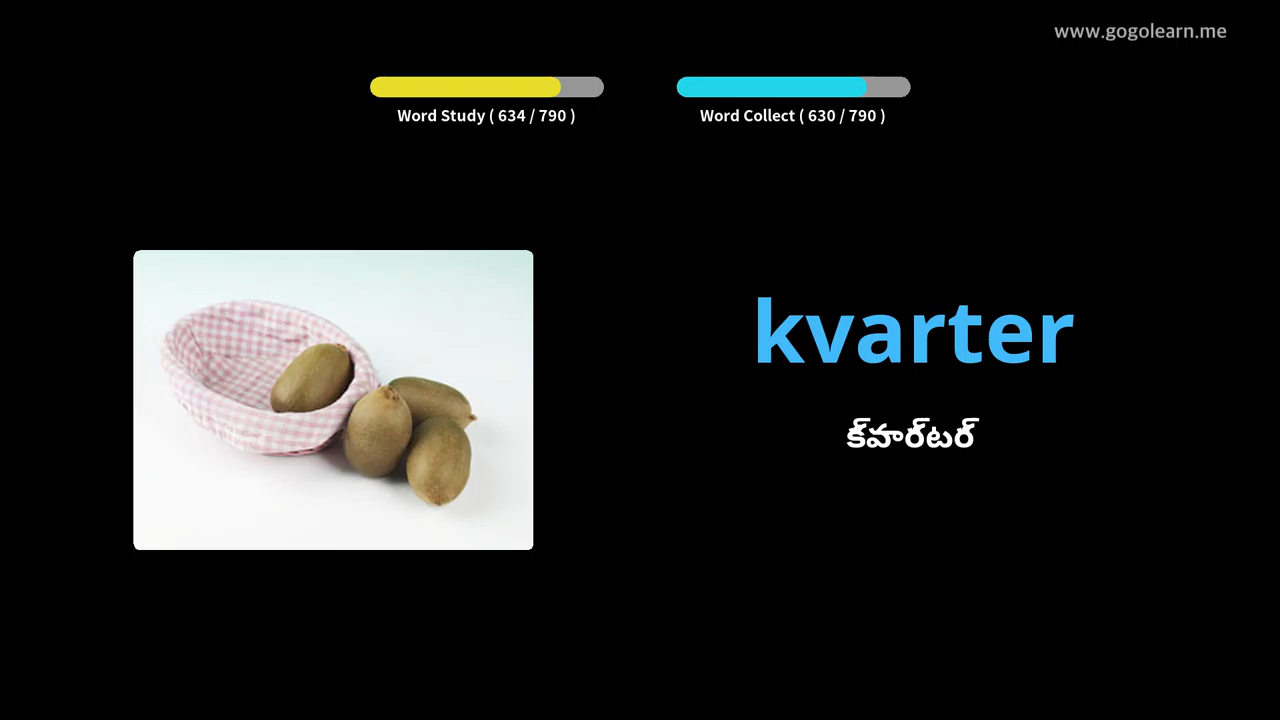 www.gogolearn.me
Word Study ( 634 / 790 )
Word Collect ( 630 / 790 )
kvarter
క్‌వార్‌టర్